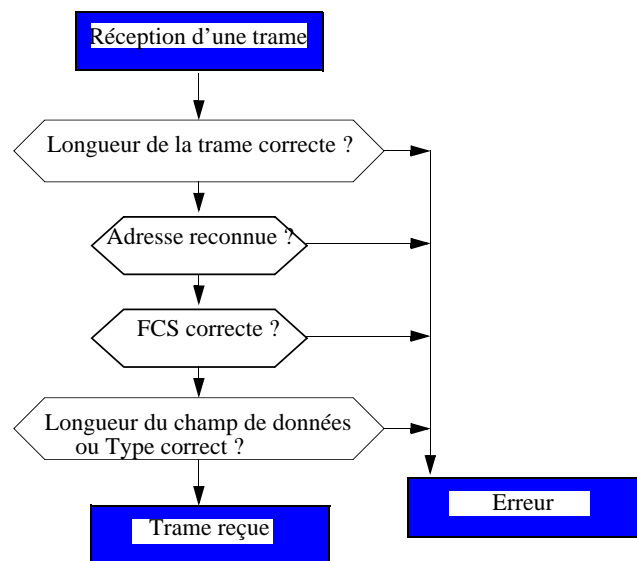 Réception d’une trame
Longueur de la trame correcte ?
Adresse reconnue ?
FCS correcte ?
Longueur du champ de données
ou Type correct ?
Erreur
Trame reçue